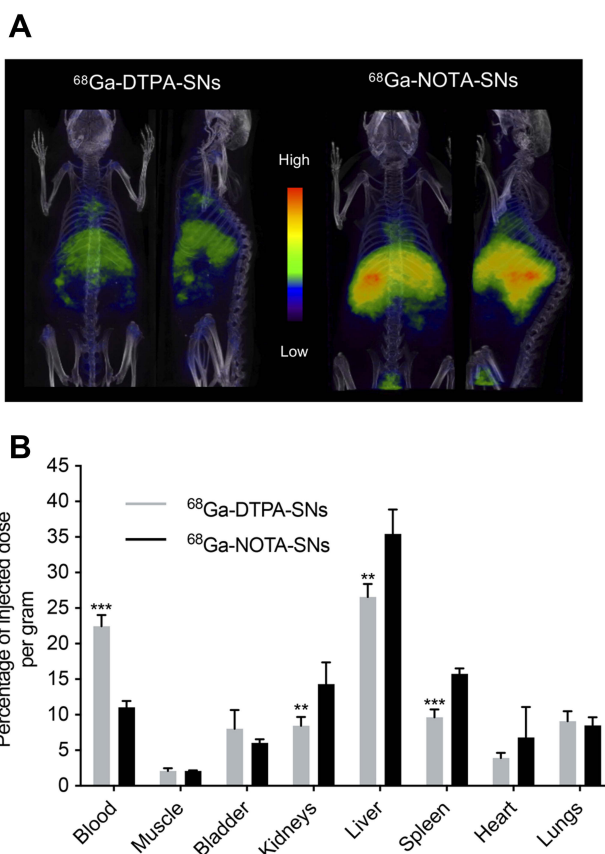 A
⁶⁸Ga-DTPA-SNs
⁶⁸Ga-NOTA-SNs
High
Low
B
Percentage of injected dose
per gram
45
40
35
30
25
20
15
10
5
0
⁶⁸Ga-DTPA-SNs
⁶⁸Ga-NOTA-SNs
***
**
**
***
Blood
Muscle
Bladder
Kidneys
Liver
Spleen
Heart
Lungs